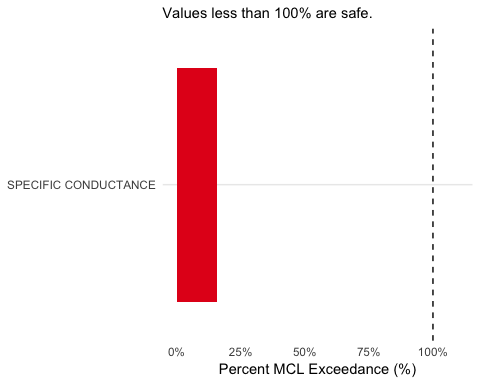 Values less than 100% are safe.
SPECIFIC CONDUCTANCE
0% 25% 50% 75% 100%
Percent MCL Exceedance (%)